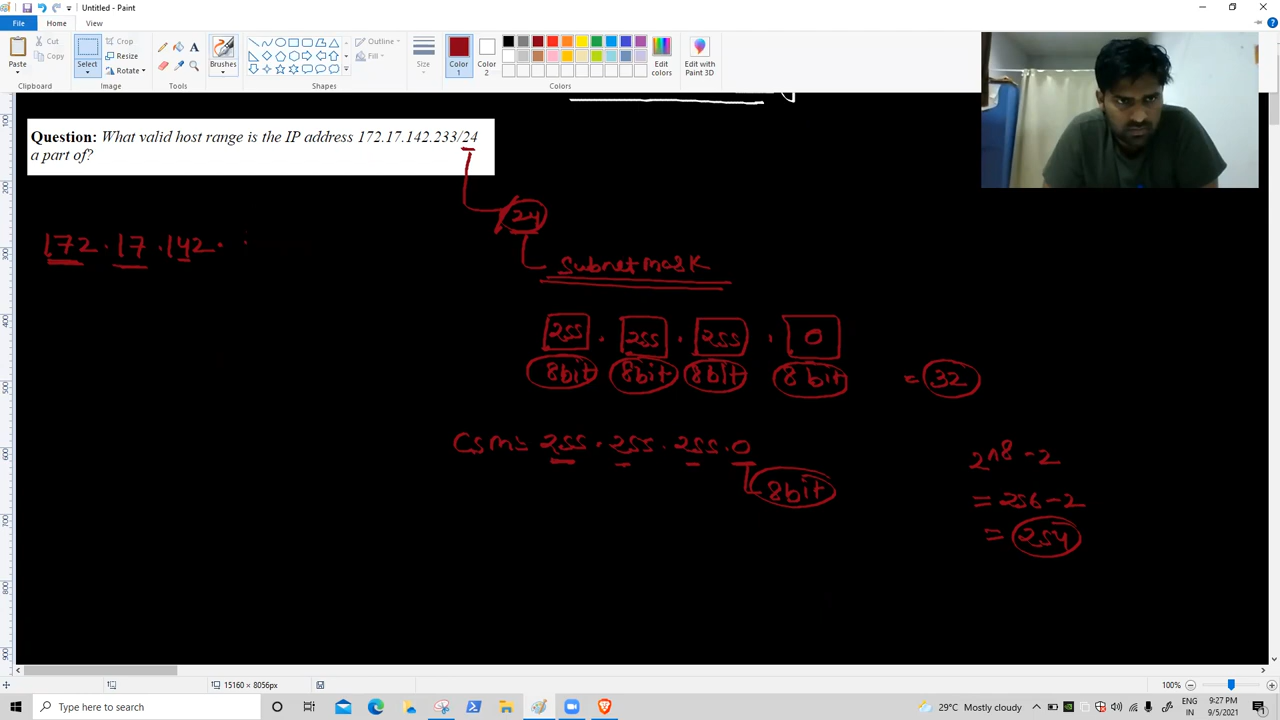 Untitled - Paint
File Home View
Paste Cut Copy Select Crop Resize Rotate Brushes Outline Fill Size Color 1 Color 2 Edit colors Edit with Paint 3D
Clipboard Image Tools Shapes Colors
Question: What valid host range is the IP address 172.17.142.233/24
a part of?
24
172.17.142.
Subnet mask
255 . 255 . 255 . 0
8bit 8bit 8bit 8bit = 32
CSM= 255.255.255.0
8bit
2^8-2
= 256-2
= 254
15160 × 8056px
100%
Type here to search
29°C Mostly cloudy
ENG
IN
9:27 PM
9/5/2021